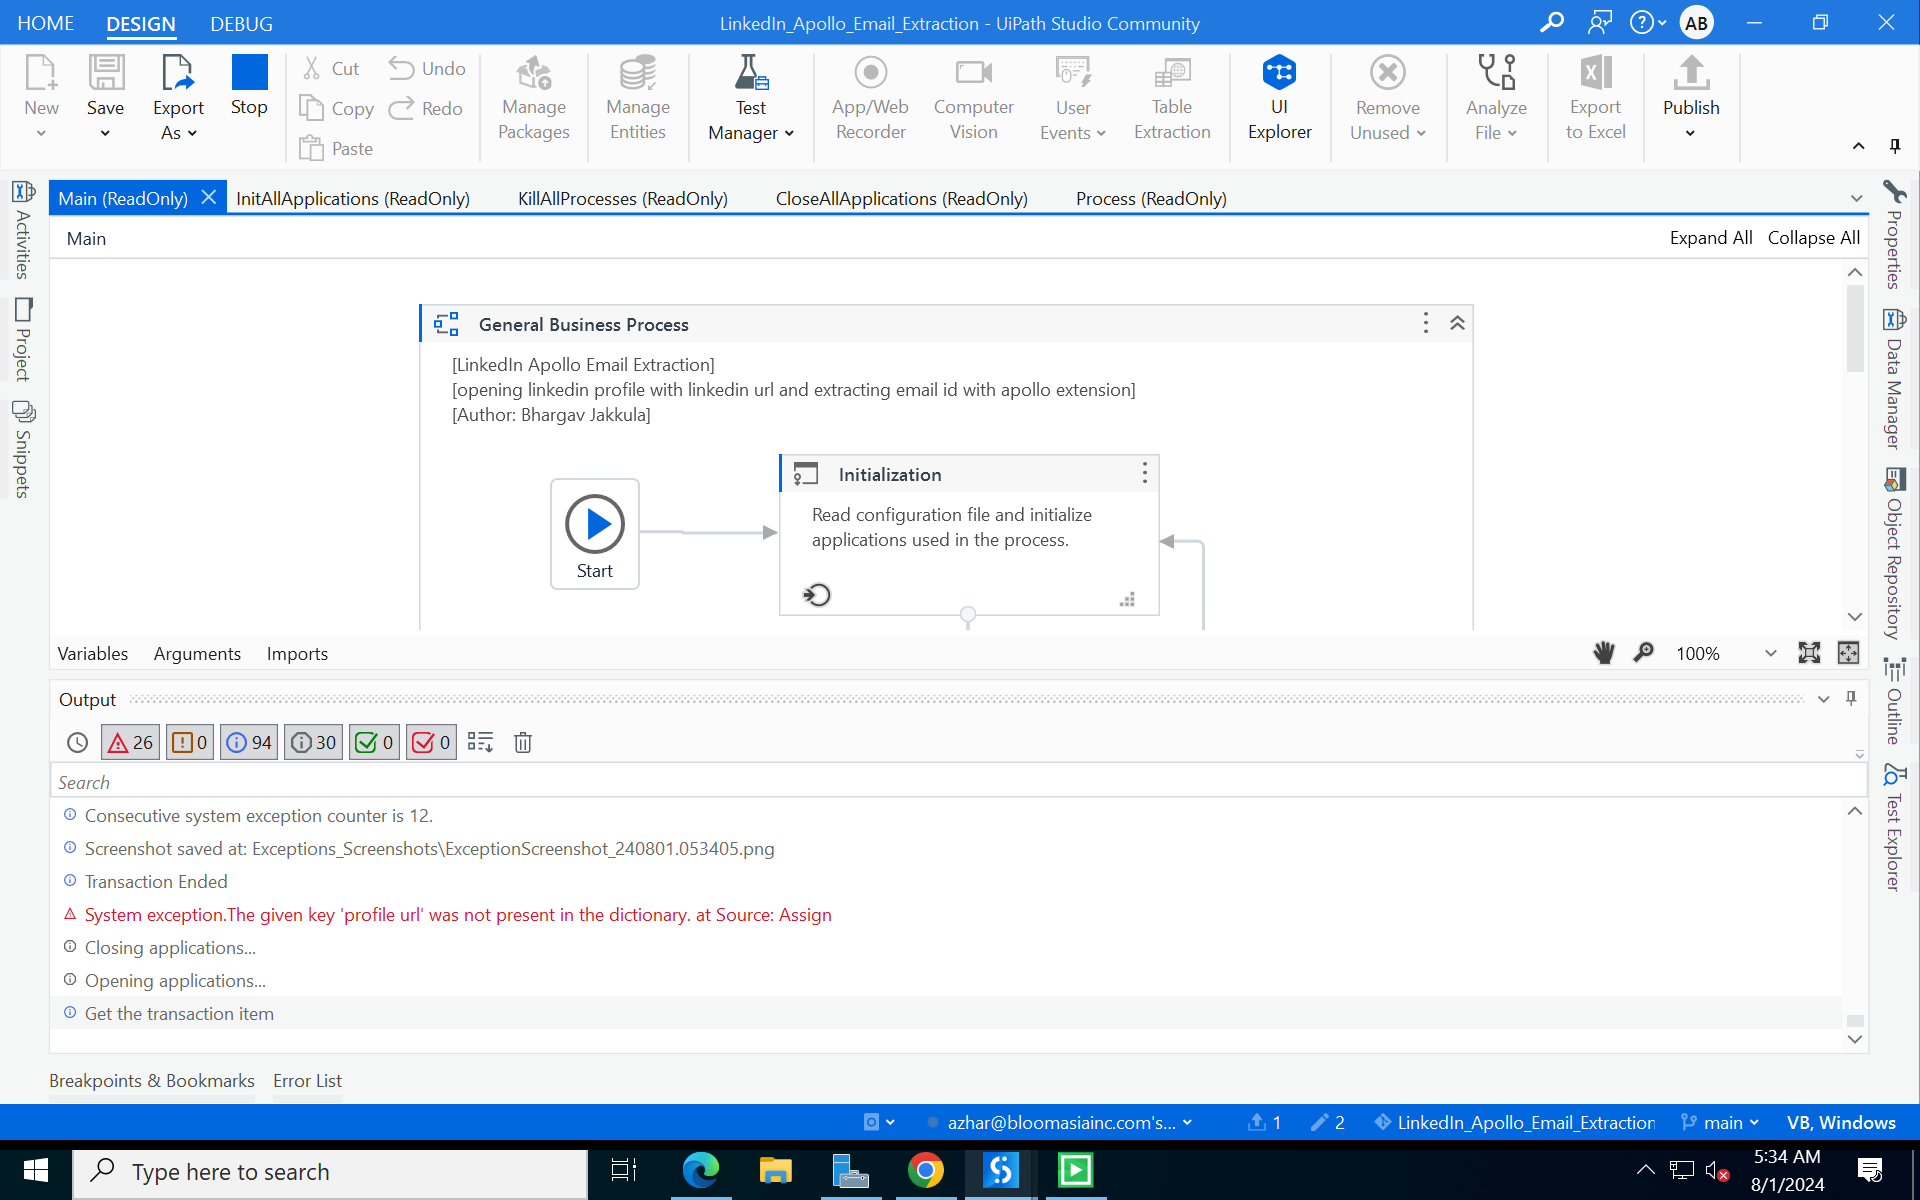 HOME DESIGN DEBUG LinkedIn_Apollo_Email_Extraction - UiPath Studio Community AB
New Save Export As Stop Cut Copy Paste Undo Redo Manage Packages Manage Entities Test Manager App/Web Recorder Computer Vision User Events Table Extraction UI Explorer Remove Unused Analyze File Export to Excel Publish
Main (ReadOnly) InitAllApplications (ReadOnly) KillAllProcesses (ReadOnly) CloseAllApplications (ReadOnly) Process (ReadOnly)
Main Expand All Collapse All
Activities
Project
Snippets
General Business Process
[LinkedIn Apollo Email Extraction]
[opening linkedin profile with linkedin url and extracting email id with apollo extension]
[Author: Bhargav Jakkula]
Start
Initialization
Read configuration file and initialize
applications used in the process.
Properties
Data Manager
Object Repository
Outline
Test Explorer
Variables Arguments Imports 100%
Output
26 0 94 30 0 0
Search
Consecutive system exception counter is 12.
Screenshot saved at: Exceptions_Screenshots\ExceptionScreenshot_240801.053405.png
Transaction Ended
System exception.The given key 'profile url' was not present in the dictionary. at Source: Assign
Closing applications...
Opening applications...
Get the transaction item
Breakpoints & Bookmarks Error List
azhar@bloomasiainc.com's... 1 2 LinkedIn_Apollo_Email_Extraction main VB, Windows
Type here to search
5:34 AM
8/1/2024